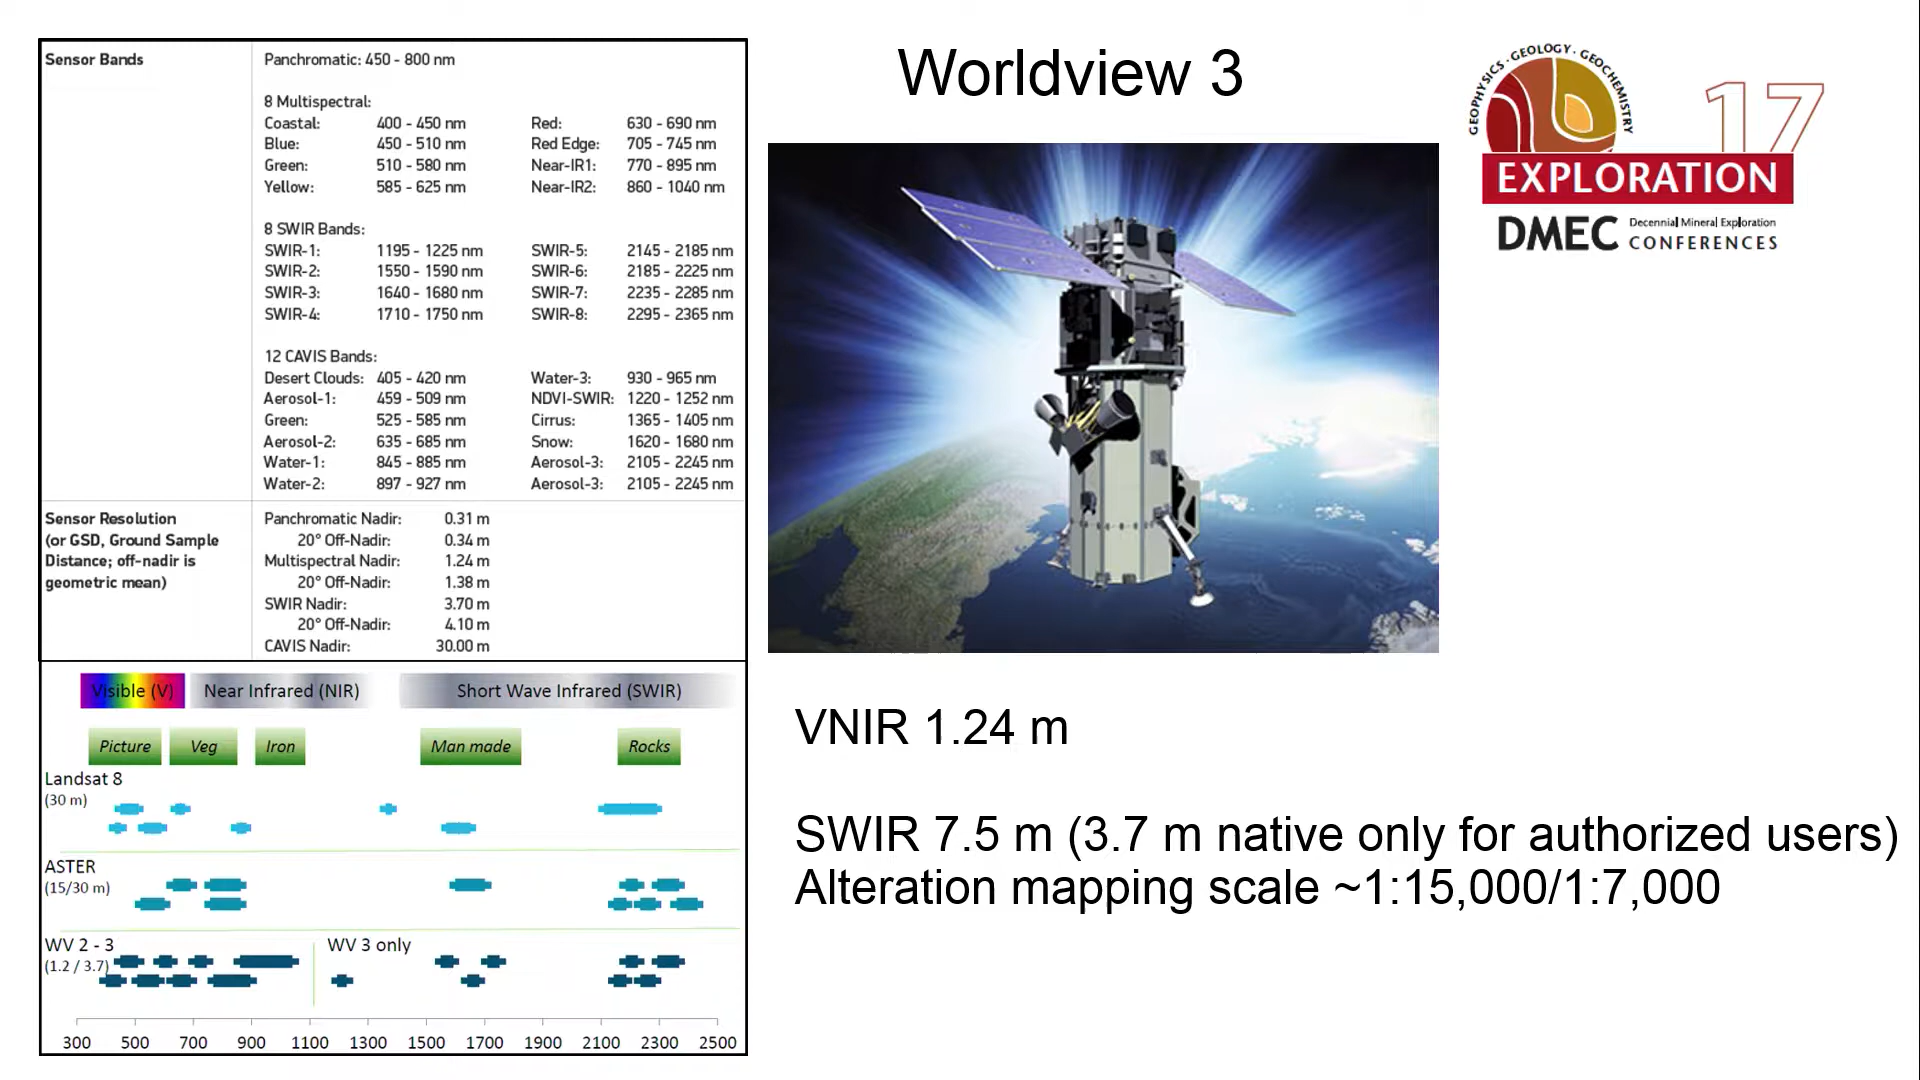 Worldview 3
GEOPHYSICS · GEOLOGY · GEOCHEMISTRY
17
EXPLORATION
DMEC Decennial Mineral Exploration
CONFERENCES
Sensor Bands
Panchromatic: 450 - 800 nm
8 Multispectral:
Coastal: 400 - 450 nm Red: 630 - 690 nm
Blue: 450 - 510 nm Red Edge: 705 - 745 nm
Green: 510 - 580 nm Near-IR1: 770 - 895 nm
Yellow: 585 - 625 nm Near-IR2: 860 - 1040 nm
8 SWIR Bands:
SWIR-1: 1195 - 1225 nm SWIR-5: 2145 - 2185 nm
SWIR-2: 1550 - 1590 nm SWIR-6: 2185 - 2225 nm
SWIR-3: 1640 - 1680 nm SWIR-7: 2235 - 2285 nm
SWIR-4: 1710 - 1750 nm SWIR-8: 2295 - 2365 nm
12 CAVIS Bands:
Desert Clouds: 405 - 420 nm Water-3: 930 - 965 nm
Aerosol-1: 459 - 509 nm NDVI-SWIR: 1220 - 1252 nm
Green: 525 - 585 nm Cirrus: 1365 - 1405 nm
Aerosol-2: 635 - 685 nm Snow: 1620 - 1680 nm
Water-1: 845 - 885 nm Aerosol-3: 2105 - 2245 nm
Water-2: 897 - 927 nm Aerosol-3: 2105 - 2245 nm
Sensor Resolution
(or GSD, Ground Sample
Distance; off-nadir is
geometric mean)
Panchromatic Nadir: 0.31 m
20° Off-Nadir: 0.34 m
Multispectral Nadir: 1.24 m
20° Off-Nadir: 1.38 m
SWIR Nadir: 3.70 m
20° Off-Nadir: 4.10 m
CAVIS Nadir: 30.00 m
Visible (V) Near Infrared (NIR) Short Wave Infrared (SWIR)
Picture Veg Iron Man made Rocks
Landsat 8
(30 m)
ASTER
(15/30 m)
WV 2 - 3 WV 3 only
(1.2 / 3.7)
300 500 700 900 1100 1300 1500 1700 1900 2100 2300 2500
VNIR 1.24 m
SWIR 7.5 m (3.7 m native only for authorized users)
Alteration mapping scale ~1:15,000/1:7,000